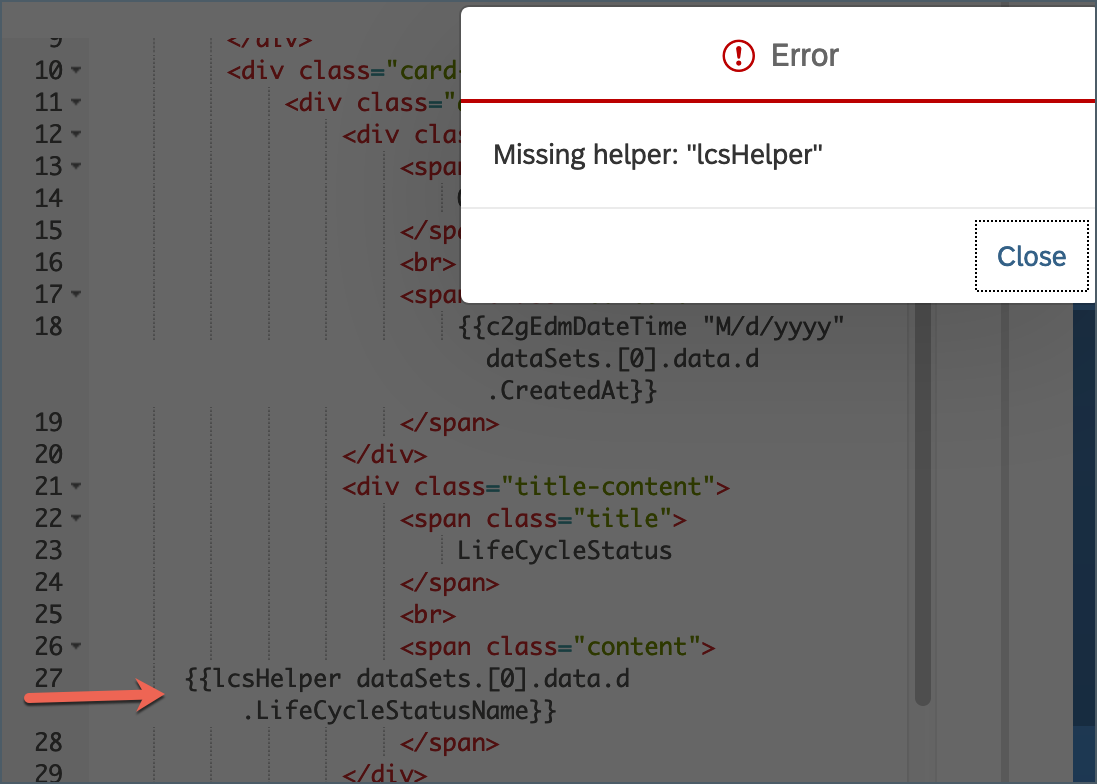 Error
Missing helper: "lcsHelper"
Close
9 </div>
10 <div class="card-
11 <div class="
12 <div clas
13 <span
14
15 </spa
16 <br>
17 <span
18 {{c2gEdmDateTime "M/d/yyyy"
dataSets.[0].data.d
.CreatedAt}}
19 </span>
20 </div>
21 <div class="title-content">
22 <span class="title">
23 LifeCycleStatus
24 </span>
25 <br>
26 <span class="content">
27 {{lcsHelper dataSets.[0].data.d
.LifeCycleStatusName}}
28 </span>
29 </div>